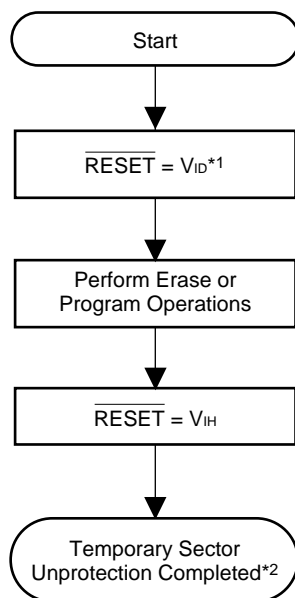 Start
RESET = VID*1
Perform Erase or
Program Operations
RESET = VIH
Temporary Sector
Unprotection Completed*2